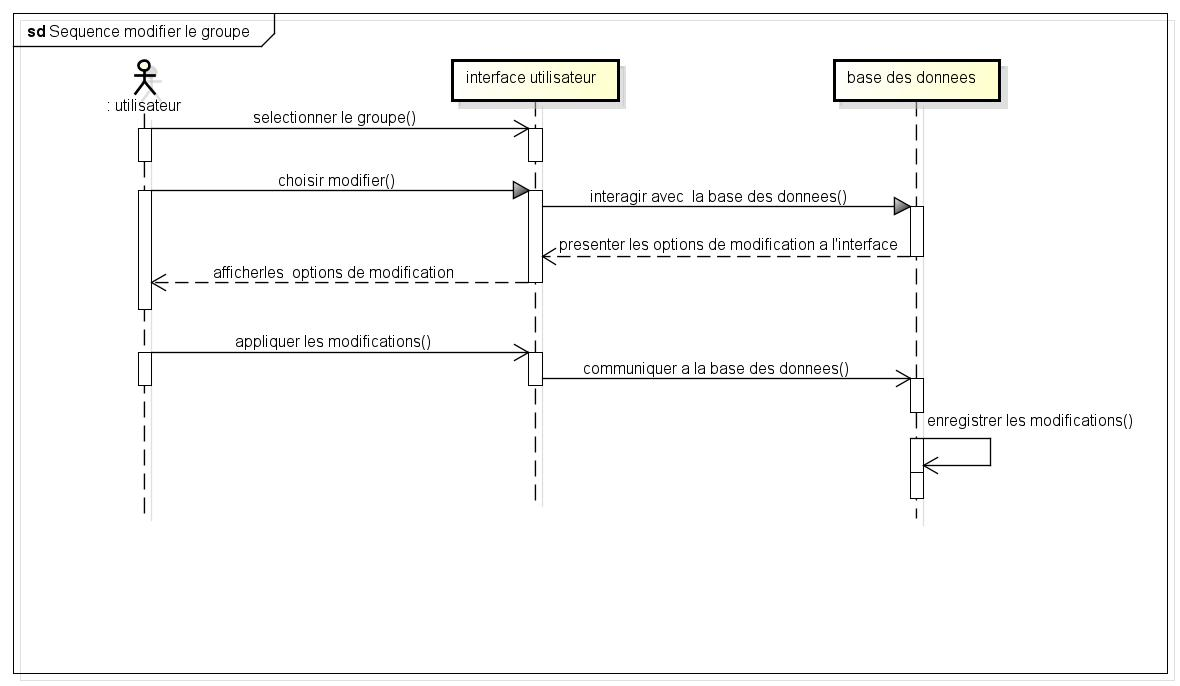 sd Sequence modifier le groupe
: utilisateur
interface utilisateur
base des donnees
selectionner le groupe()
choisir modifier()
interagir avec  la base des donnees()
presenter les options de modification a l'interface
afficherles  options de modification
appliquer les modifications()
communiquer a la base des donnees()
enregistrer les modifications()